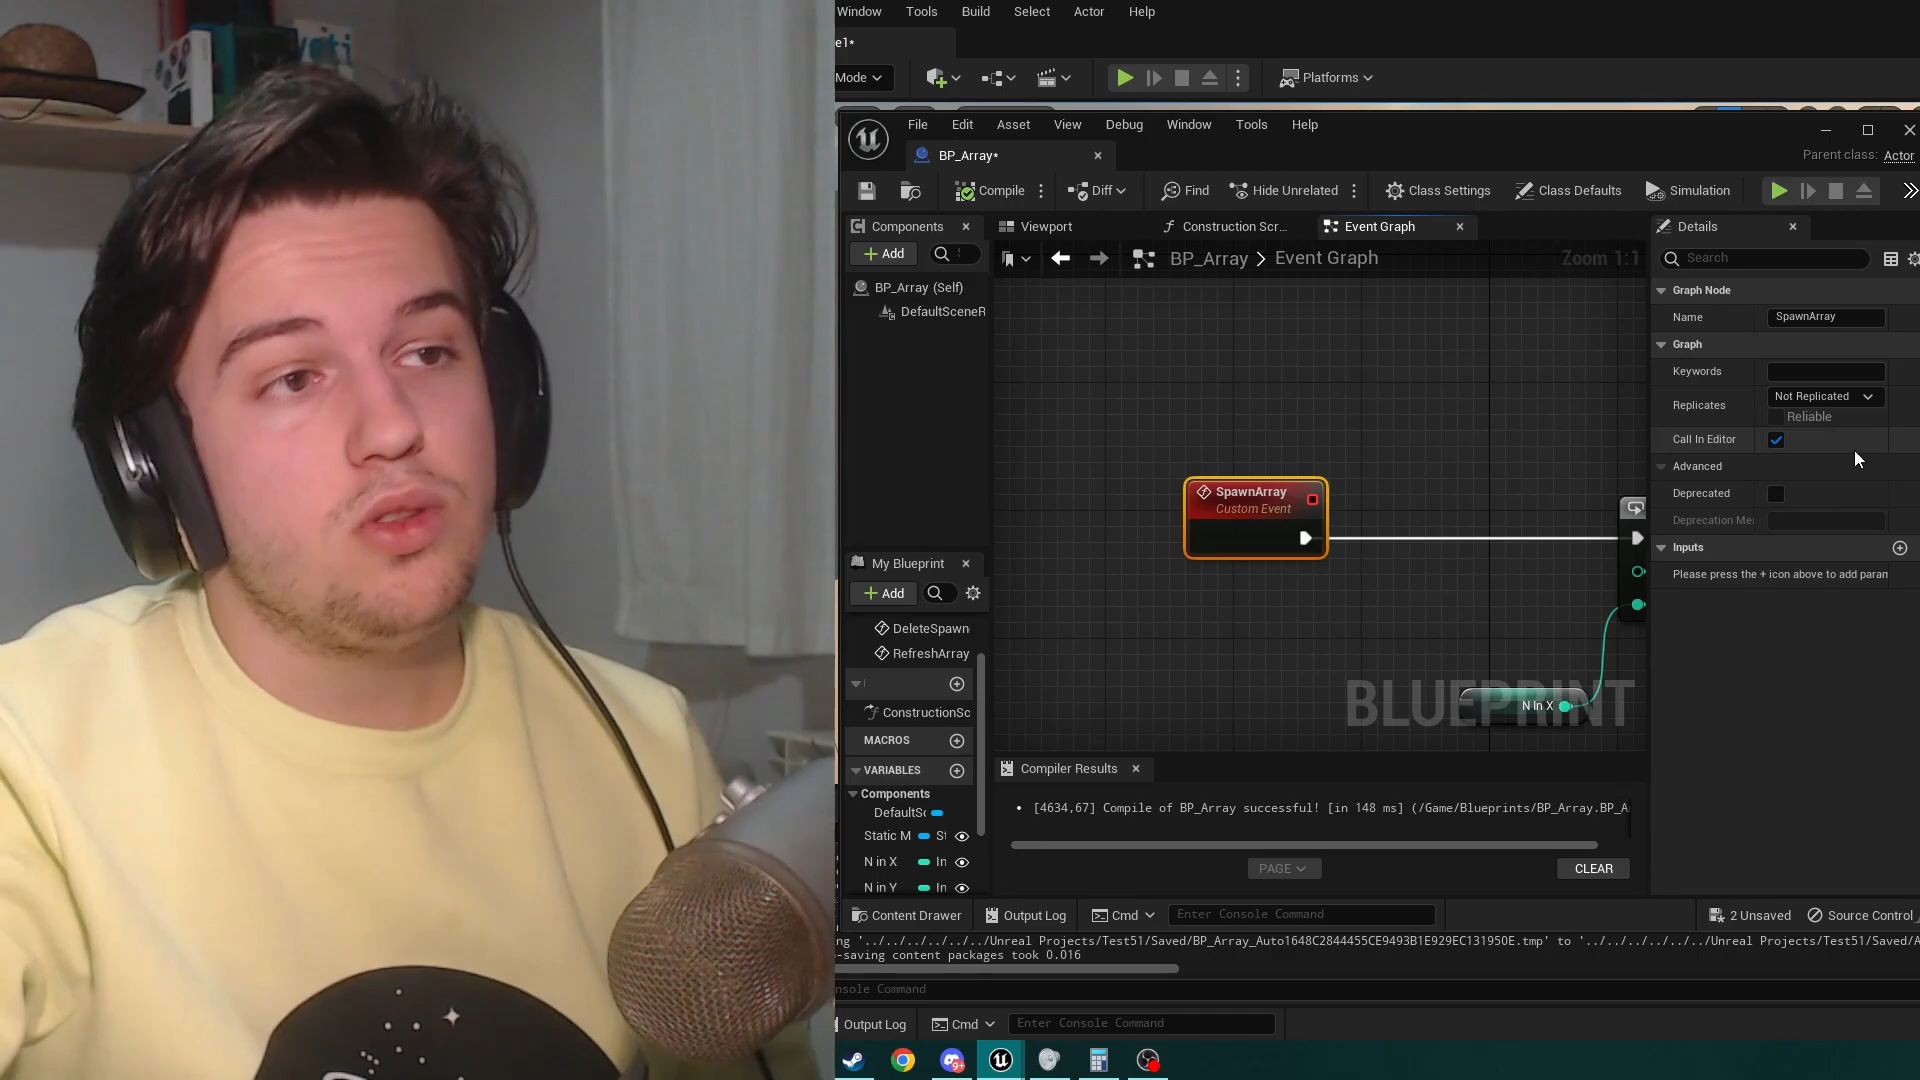 Window Tools Build Select Actor Help
el*
Mode Platforms
File Edit Asset View Debug Window Tools Help
BP_Array*
Parent class: Actor
Compile Diff Find Hide Unrelated Class Settings Class Defaults Simulation
Components Viewport Construction Scr... Event Graph Details
Add
BP_Array > Event Graph Zoom 1:1 Search
BP_Array (Self)
DefaultSceneR
Graph Node
Name SpawnArray
Graph
Keywords
Replicates Not Replicated
Reliable
Call In Editor
Advanced
Deprecated
Deprecation Me
Inputs
Please press the + icon above to add param
SpawnArray
Custom Event
N In X
BLUEPRINT
My Blueprint
Add
DeleteSpawn
RefreshArray
ConstructionSc
MACROS
VARIABLES
Components
DefaultSc
Static M St
N in X In
N in Y In
Compiler Results
[4634,67] Compile of BP_Array successful! [in 148 ms] (/Game/Blueprints/BP_Array.BP_A
PAGE CLEAR
Content Drawer Output Log Cmd Enter Console Command 2 Unsaved Source Control
ng '../../../../../../Unreal Projects/Test51/Saved/BP_Array_Auto1648C2844455CE9493B1E929EC131950E.tmp' to '../../../../../../Unreal Projects/Test51/Saved/A
-saving content packages took 0.016
nsole Command
Output Log Cmd Enter Console Command
9+